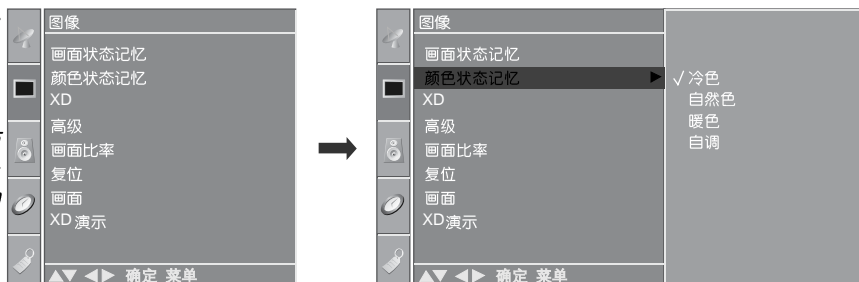 图像
画面状态记忆
颜色状态记忆
XD
高级
画面比率
复位
画面
XD演示
确定 菜单
图像
画面状态记忆
颜色状态记忆
XD
高级
画面比率
复位
画面
XD演示
确定 菜单
√冷色
自然色
暖色
自调